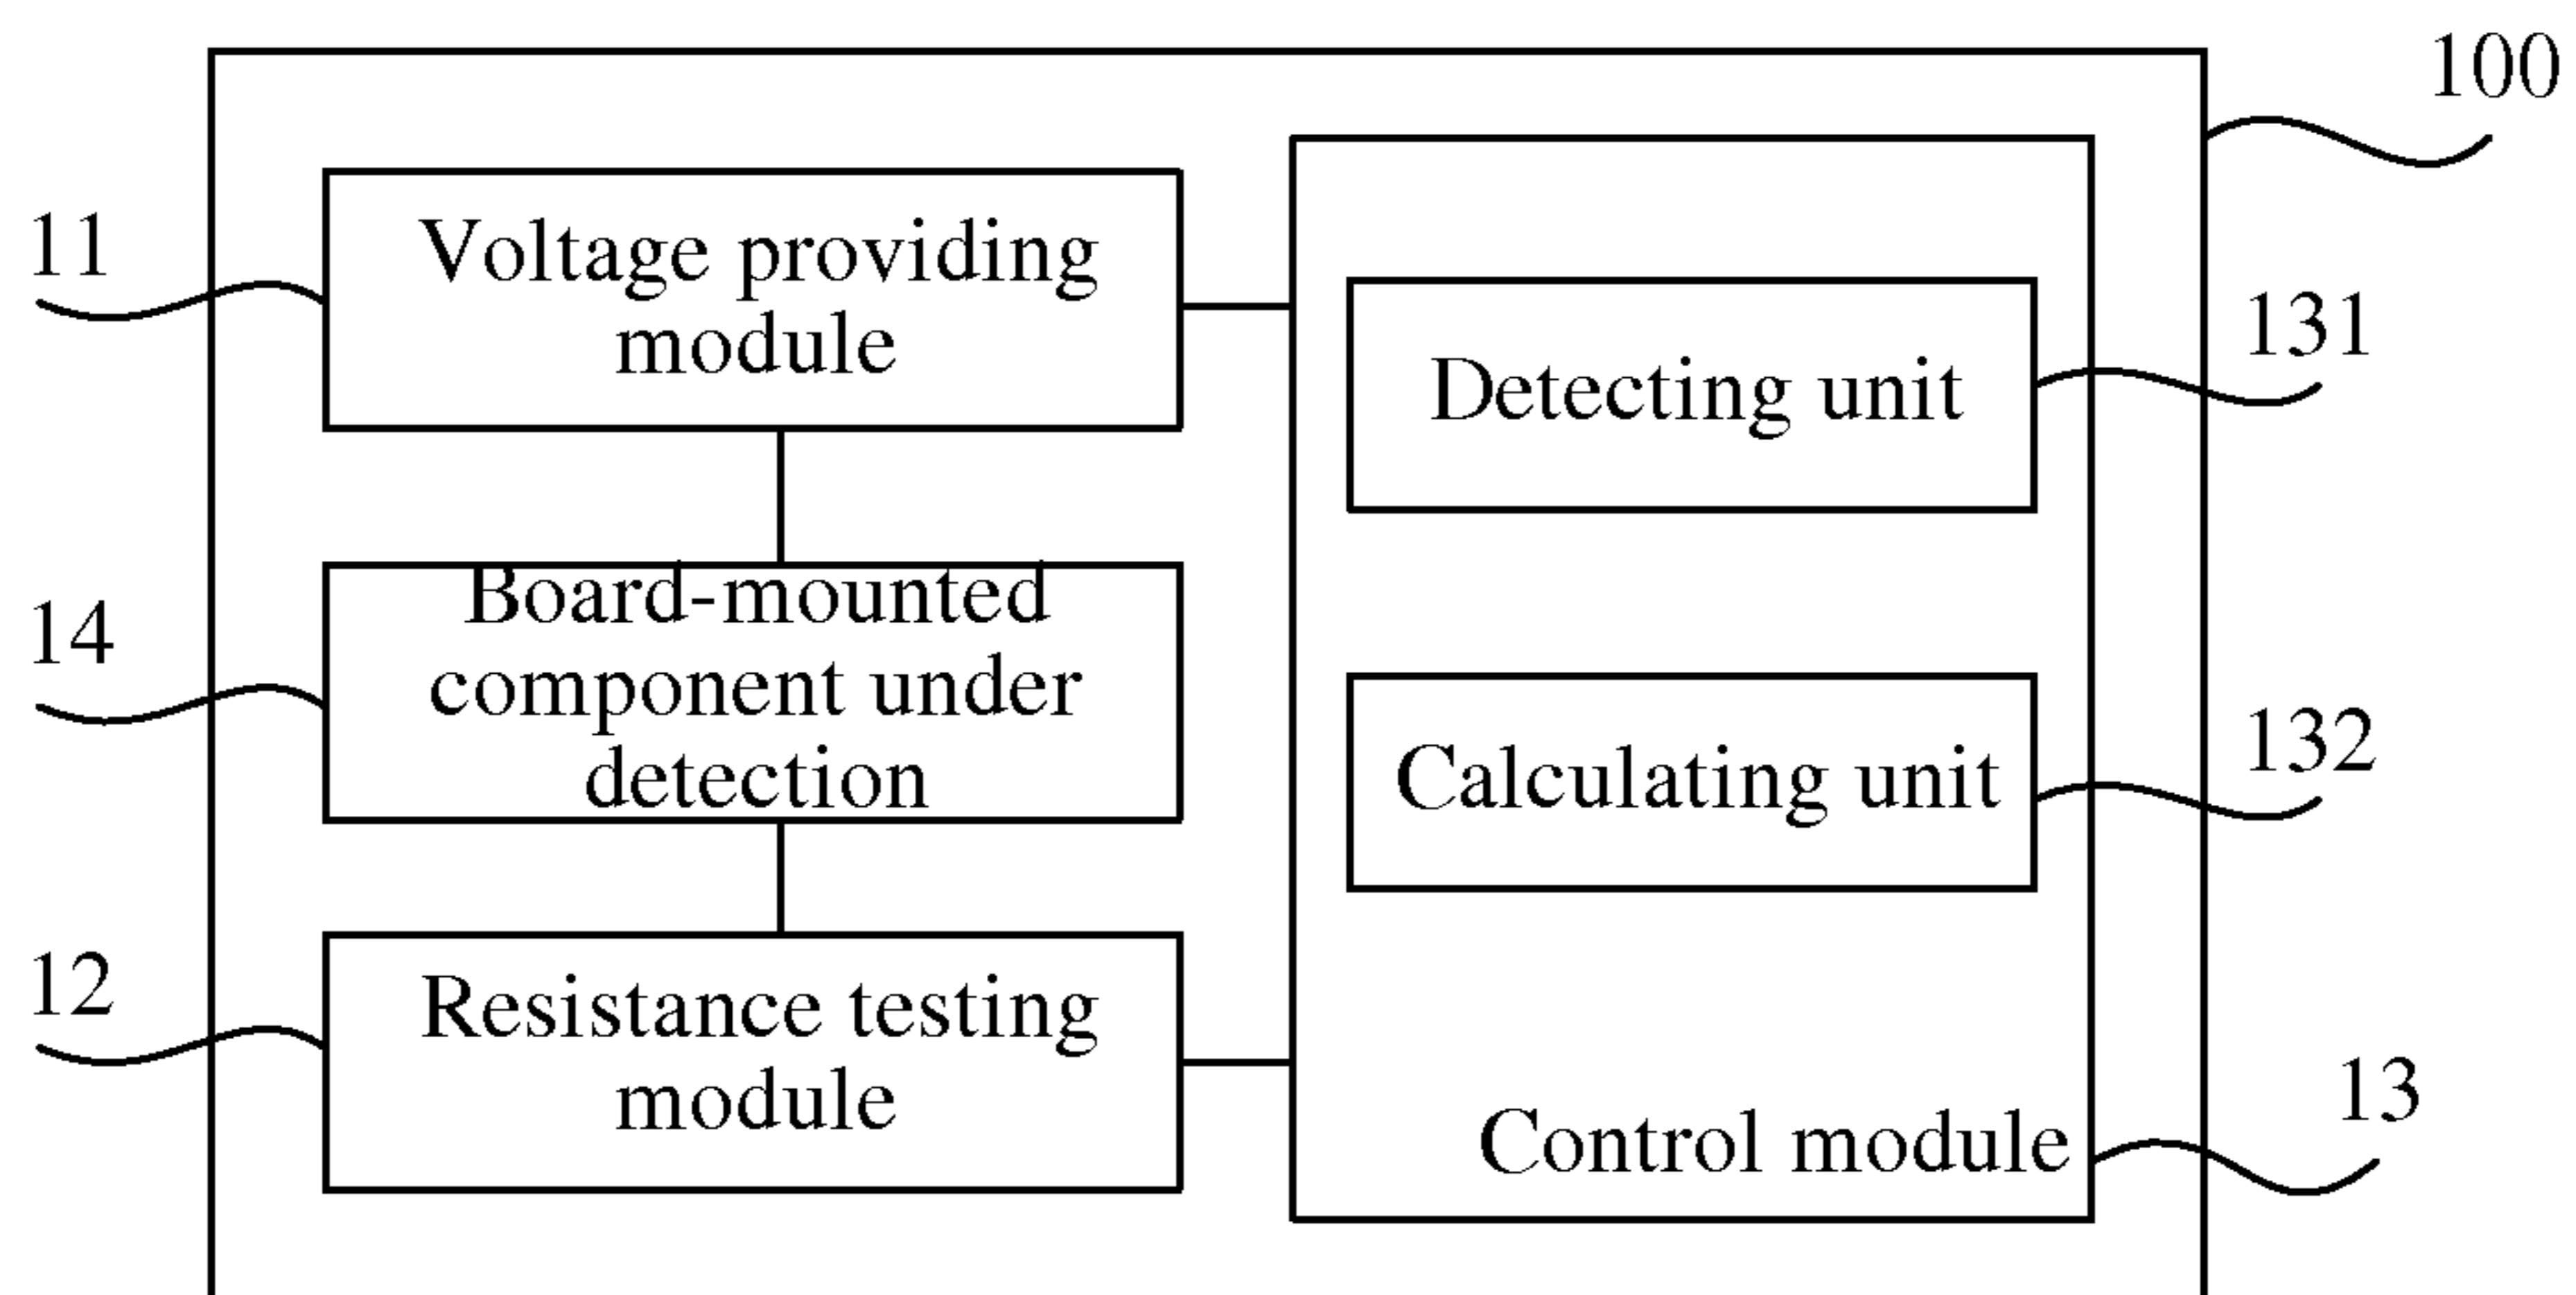 100
11
Voltage providing
module
131
Detecting unit
14
Board-mounted
component under
detection
132
Calculating unit
12
Resistance testing
module
13
Control module